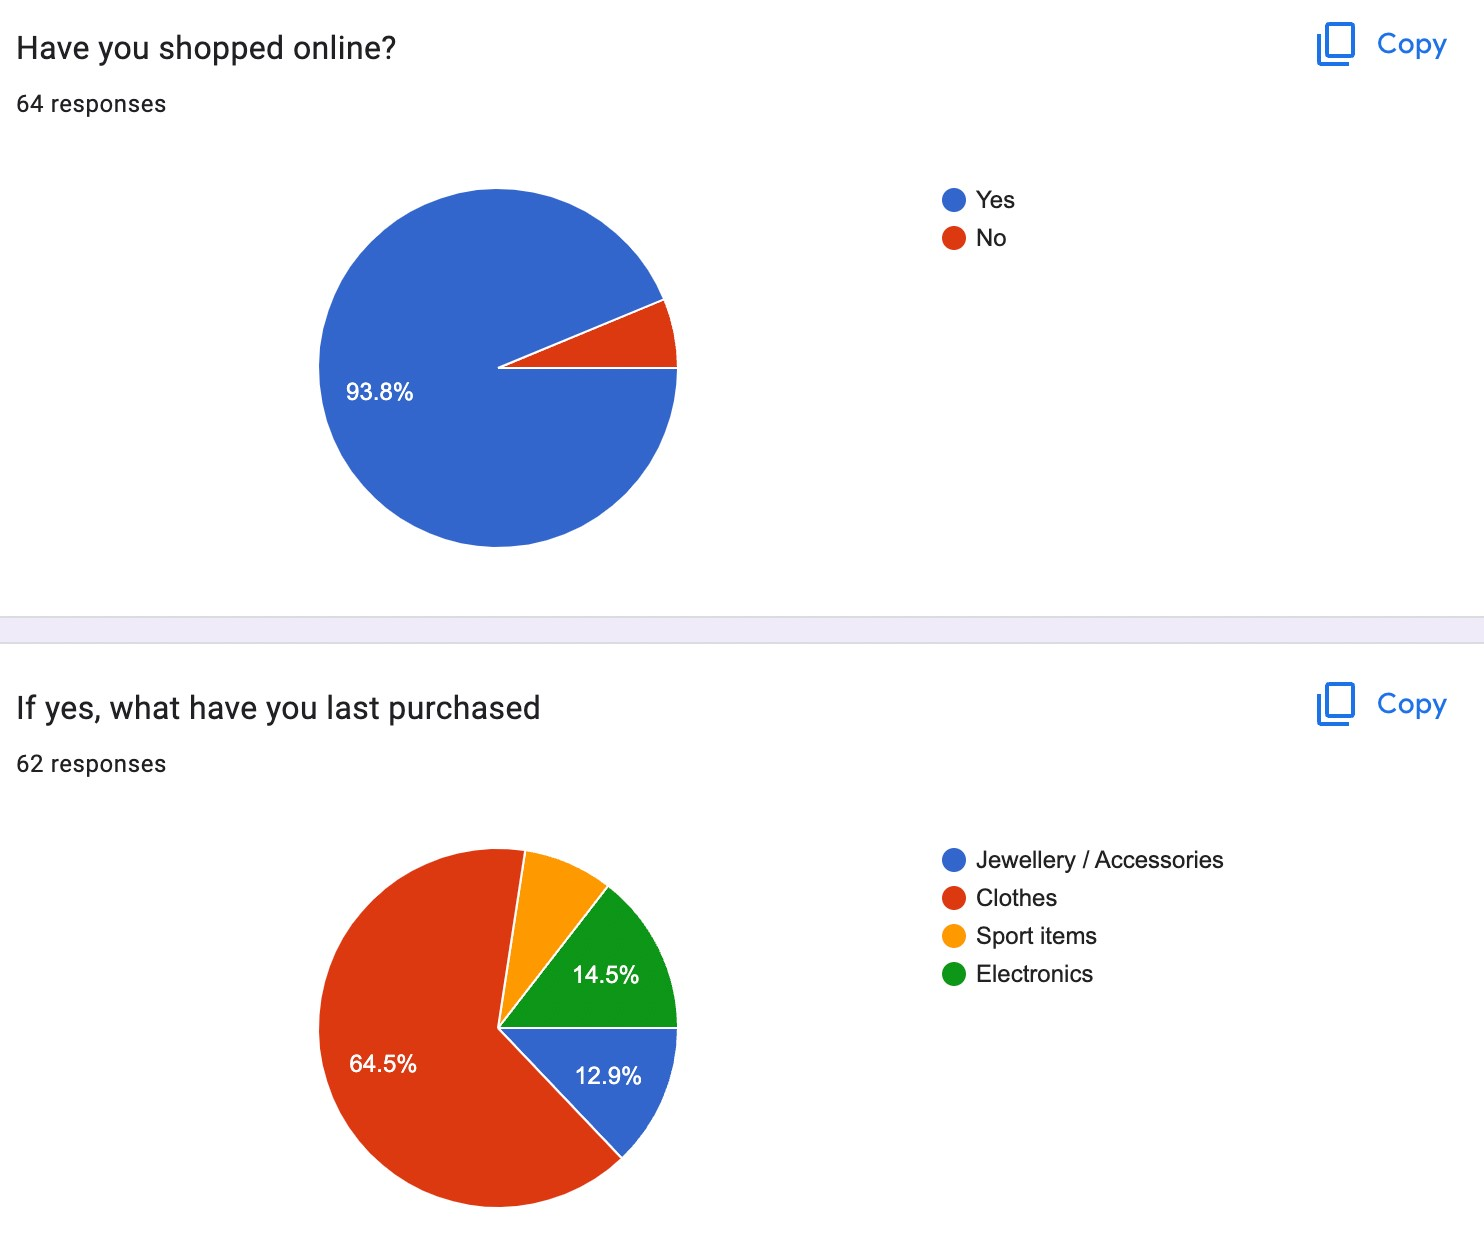 Have you shopped online?
Copy
64 responses
Yes
No
93.8%
If yes, what have you last purchased
Copy
62 responses
Jewellery / Accessories
Clothes
Sport items
Electronics
14.5%
64.5%
12.9%